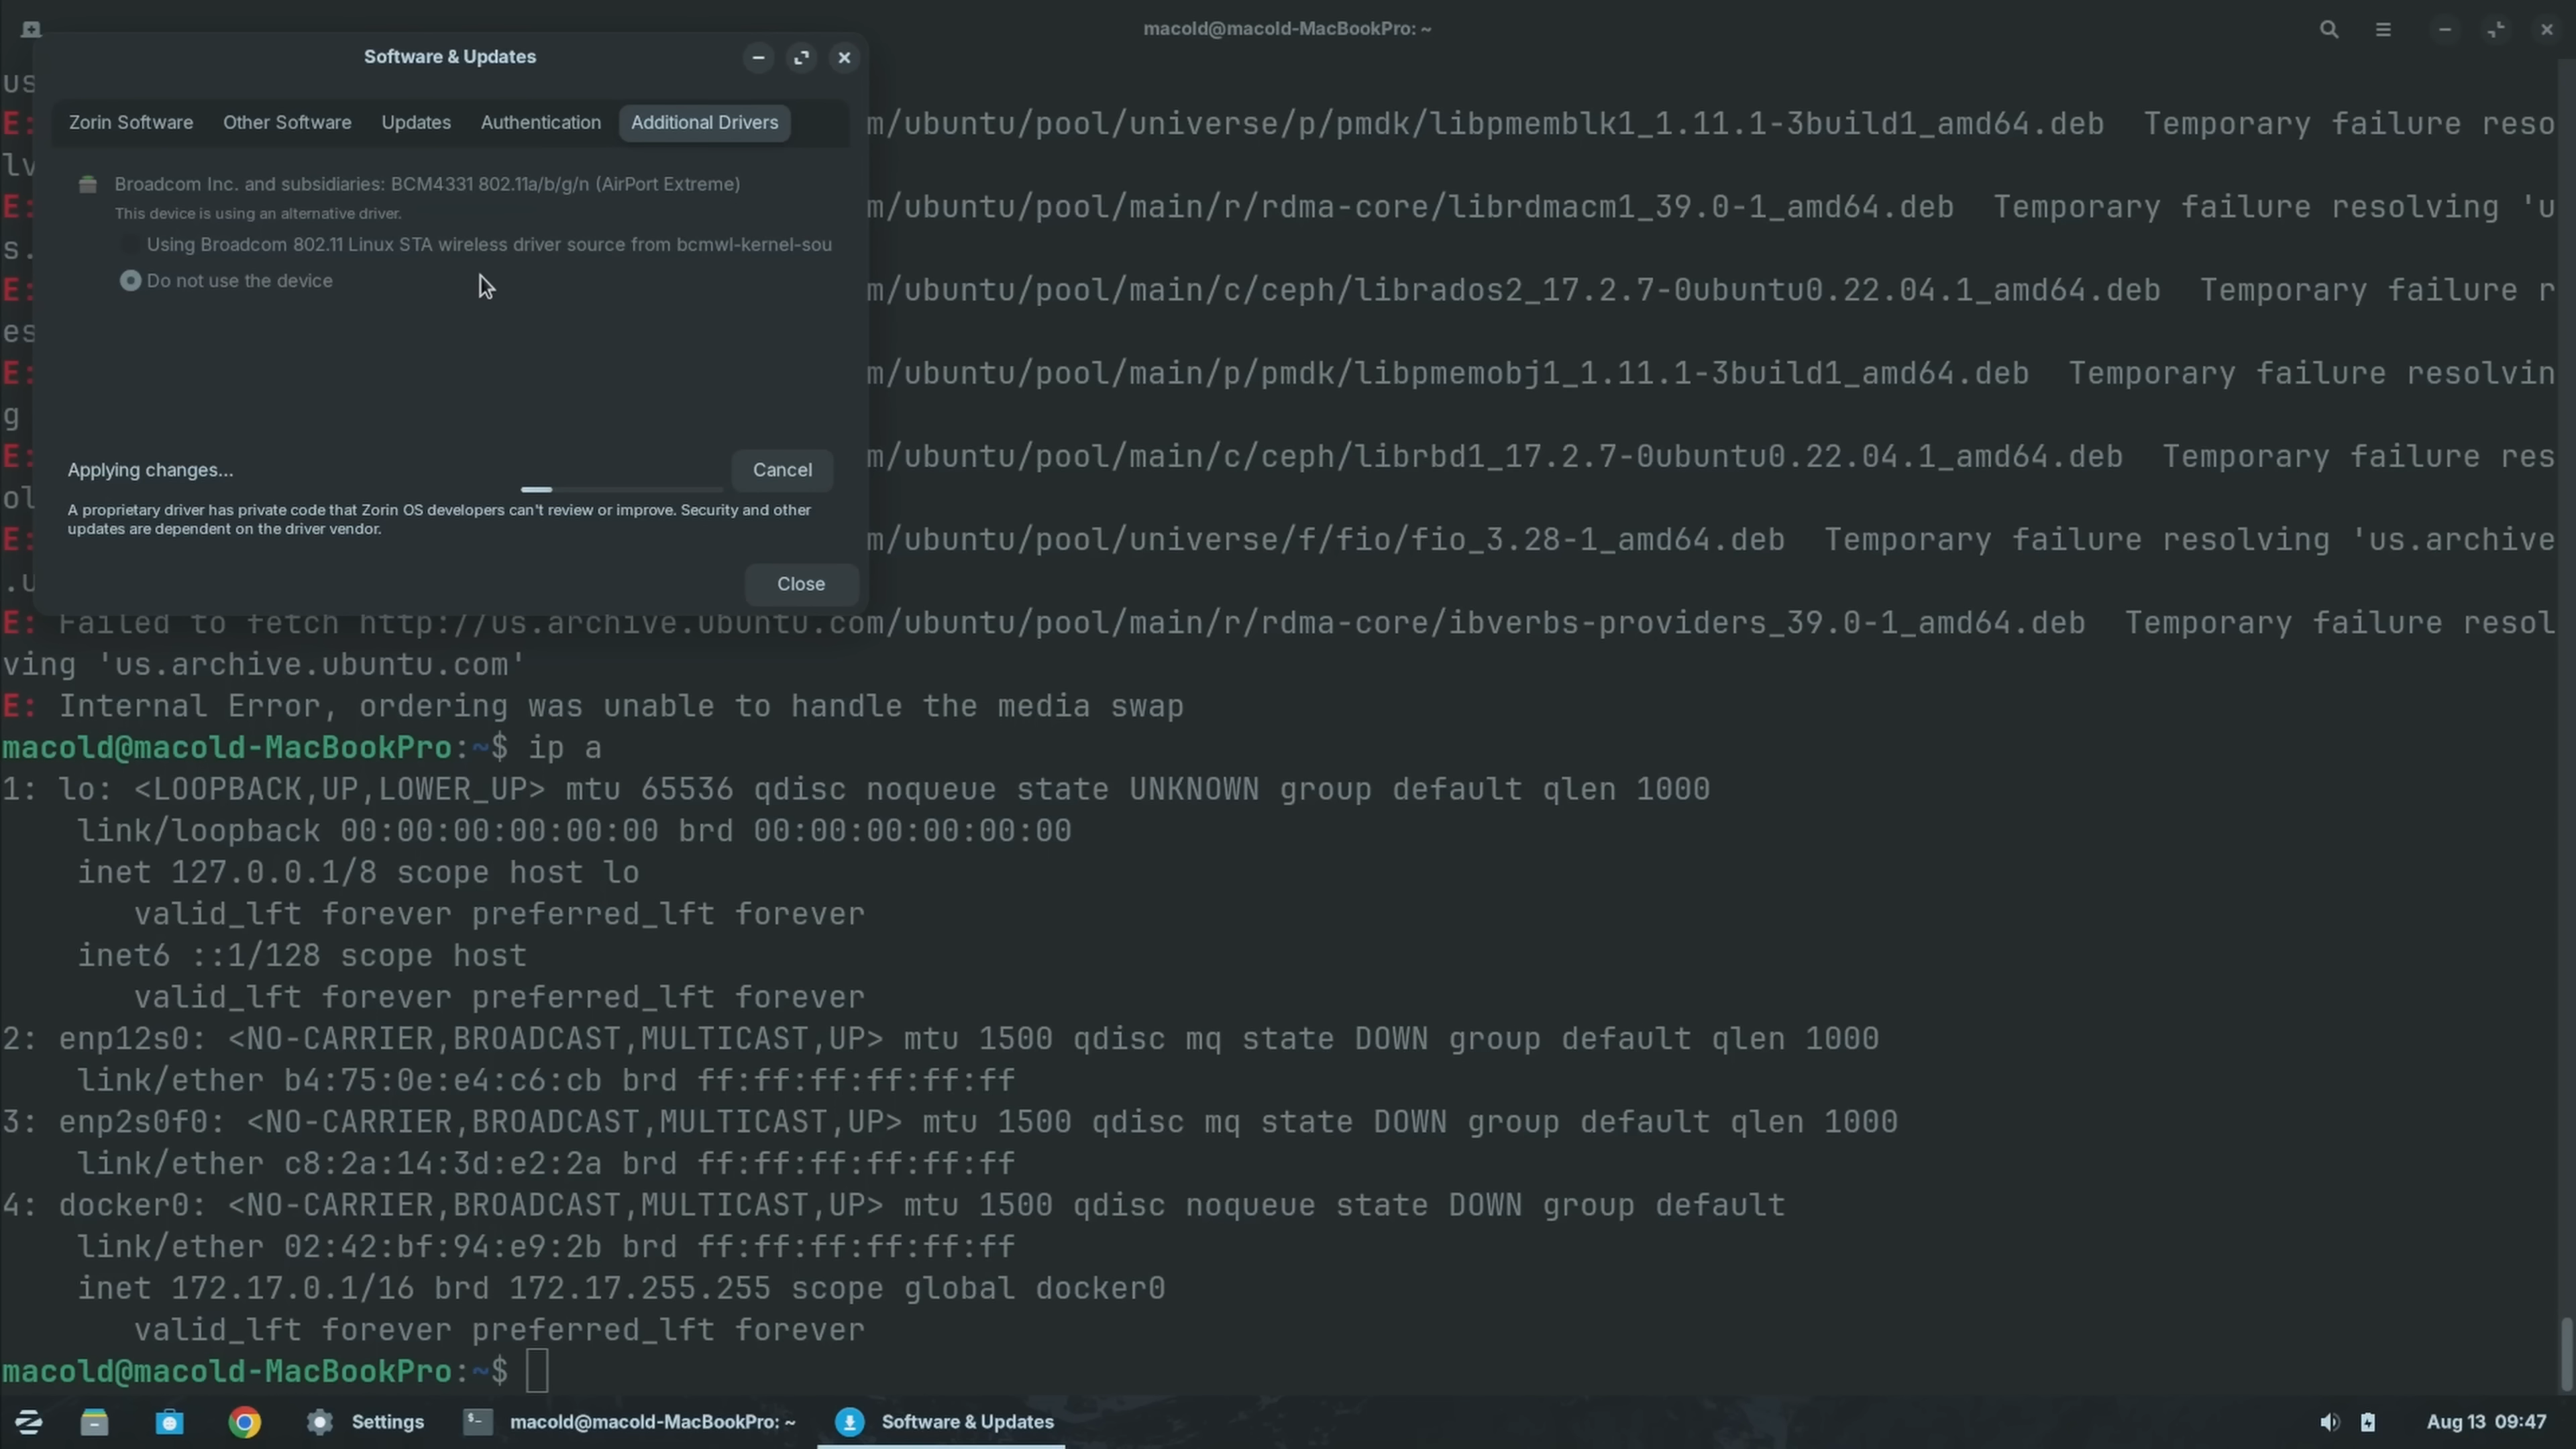 macold@macold-MacBookPro: ~
Software & Updates
Zorin Software Other Software Updates Authentication Additional Drivers
Broadcom Inc. and subsidiaries: BCM4331 802.11a/b/g/n (AirPort Extreme)
This device is using an alternative driver.
Using Broadcom 802.11 Linux STA wireless driver source from bcmwl-kernel-sou
Do not use the device
Applying changes...
Cancel
A proprietary driver has private code that Zorin OS developers can't review or improve. Security and other
updates are dependent on the driver vendor.
Close
us
E: m/ubuntu/pool/universe/p/pmdk/libpmemblk1_1.11.1-3build1_amd64.deb Temporary failure reso
lv
E: m/ubuntu/pool/main/r/rdma-core/librdmacm1_39.0-1_amd64.deb Temporary failure resolving 'u
s.
E: m/ubuntu/pool/main/c/ceph/librados2_17.2.7-0ubuntu0.22.04.1_amd64.deb Temporary failure r
es
E: m/ubuntu/pool/main/p/pmdk/libpmemobj1_1.11.1-3build1_amd64.deb Temporary failure resolvin
g
E: m/ubuntu/pool/main/c/ceph/librbd1_17.2.7-0ubuntu0.22.04.1_amd64.deb Temporary failure res
ol
E: m/ubuntu/pool/universe/f/fio/fio_3.28-1_amd64.deb Temporary failure resolving 'us.archive
.u
E: Failed to fetch http://us.archive.ubuntu.com/ubuntu/pool/main/r/rdma-core/ibverbs-providers_39.0-1_amd64.deb Temporary failure resol
ving 'us.archive.ubuntu.com'
E: Internal Error, ordering was unable to handle the media swap
macold@macold-MacBookPro:~$ ip a
1: lo: <LOOPBACK,UP,LOWER_UP> mtu 65536 qdisc noqueue state UNKNOWN group default qlen 1000
link/loopback 00:00:00:00:00:00 brd 00:00:00:00:00:00
inet 127.0.0.1/8 scope host lo
valid_lft forever preferred_lft forever
inet6 ::1/128 scope host
valid_lft forever preferred_lft forever
2: enp12s0: <NO-CARRIER,BROADCAST,MULTICAST,UP> mtu 1500 qdisc mq state DOWN group default qlen 1000
link/ether b4:75:0e:e4:c6:cb brd ff:ff:ff:ff:ff:ff
3: enp2s0f0: <NO-CARRIER,BROADCAST,MULTICAST,UP> mtu 1500 qdisc mq state DOWN group default qlen 1000
link/ether c8:2a:14:3d:e2:2a brd ff:ff:ff:ff:ff:ff
4: docker0: <NO-CARRIER,BROADCAST,MULTICAST,UP> mtu 1500 qdisc noqueue state DOWN group default
link/ether 02:42:bf:94:e9:2b brd ff:ff:ff:ff:ff:ff
inet 172.17.0.1/16 brd 172.17.255.255 scope global docker0
valid_lft forever preferred_lft forever
macold@macold-MacBookPro:~$
Settings macold@macold-MacBookPro: ~ Software & Updates Aug 13 09:47